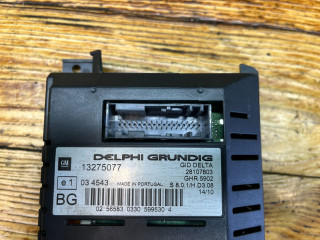 DELPHI GRUNDIG
13275077
GID DELTA
28107803
GM
GHR 5902
e1 03 4543 MADE IN PORTUGAL S 8.0.1/H D3.08
14/10
BG
02 56583 0330 599530 4